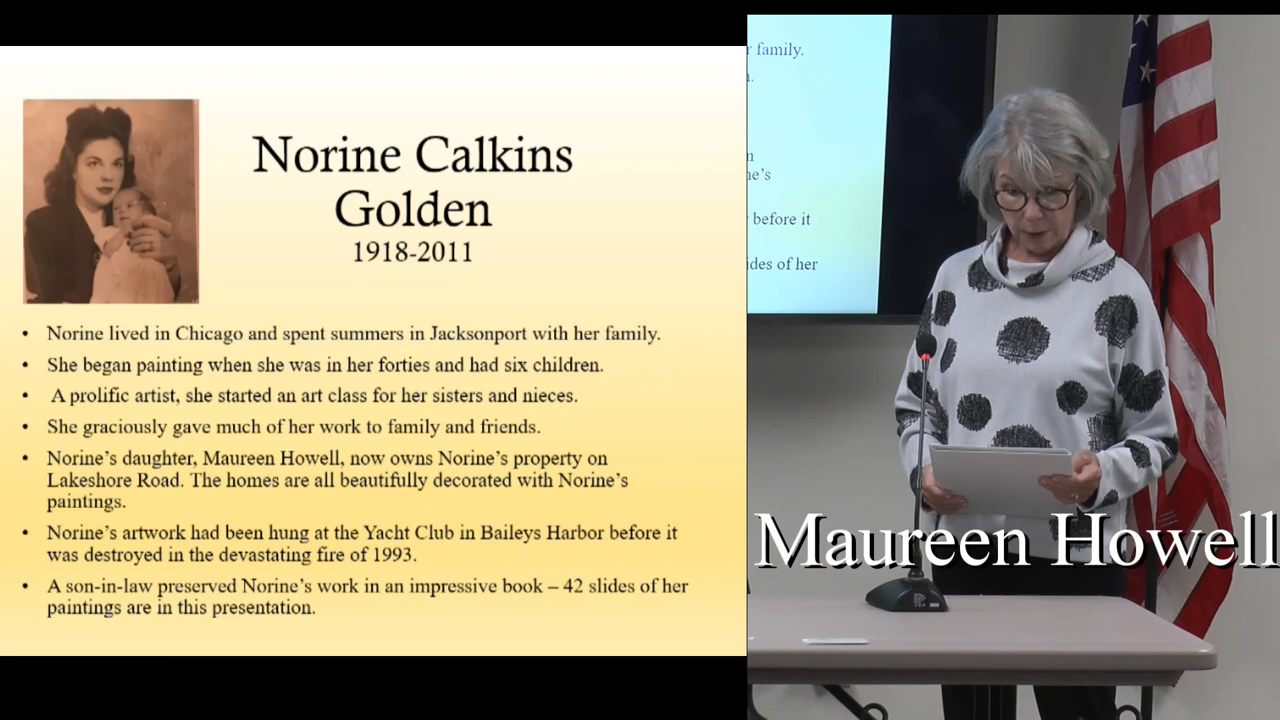 Norine Calkins
Golden
1918-2011
• Norine lived in Chicago and spent summers in Jacksonport with her family.
• She began painting when she was in her forties and had six children.
• A prolific artist, she started an art class for her sisters and nieces.
• She graciously gave much of her work to family and friends.
• Norine's daughter, Maureen Howell, now owns Norine's property on
Lakeshore Road. The homes are all beautifully decorated with Norine's
paintings.
• Norine's artwork had been hung at the Yacht Club in Baileys Harbor before it
was destroyed in the devastating fire of 1993.
• A son-in-law preserved Norine's work in an impressive book – 42 slides of her
paintings are in this presentation.
r family.
n.
n
ne's
before it
ides of her
Maureen Howell